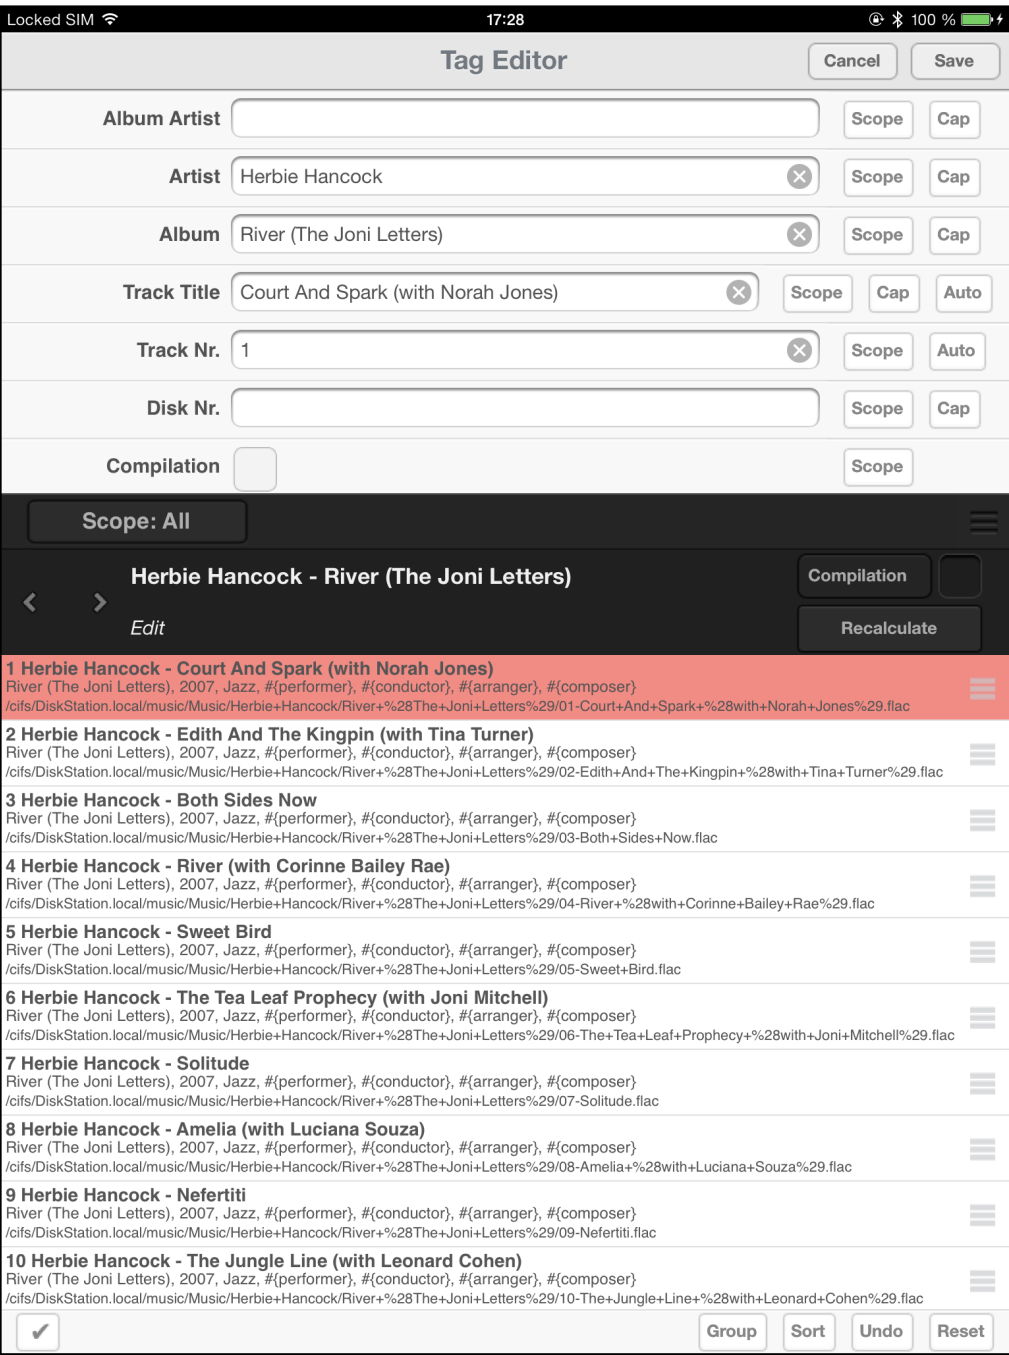 Locked SIM 17:28 100 %
Tag Editor Cancel Save
Album Artist Scope Cap
Artist Herbie Hancock Scope Cap
Album River (The Joni Letters) Scope Cap
Track Title Court And Spark (with Norah Jones) Scope Cap Auto
Track Nr. 1 Scope Auto
Disk Nr. Scope Cap
Compilation Scope
Scope: All
Herbie Hancock - River (The Joni Letters) Compilation
Edit Recalculate
1 Herbie Hancock - Court And Spark (with Norah Jones)
River (The Joni Letters), 2007, Jazz, #{performer}, #{conductor}, #{arranger}, #{composer}
/cifs/DiskStation.local/music/Music/Herbie+Hancock/River+%28The+Joni+Letters%29/01-Court+And+Spark+%28with+Norah+Jones%29.flac
2 Herbie Hancock - Edith And The Kingpin (with Tina Turner)
River (The Joni Letters), 2007, Jazz, #{performer}, #{conductor}, #{arranger}, #{composer}
/cifs/DiskStation.local/music/Music/Herbie+Hancock/River+%28The+Joni+Letters%29/02-Edith+And+The+Kingpin+%28with+Tina+Turner%29.flac
3 Herbie Hancock - Both Sides Now
River (The Joni Letters), 2007, Jazz, #{performer}, #{conductor}, #{arranger}, #{composer}
/cifs/DiskStation.local/music/Music/Herbie+Hancock/River+%28The+Joni+Letters%29/03-Both+Sides+Now.flac
4 Herbie Hancock - River (with Corinne Bailey Rae)
River (The Joni Letters), 2007, Jazz, #{performer}, #{conductor}, #{arranger}, #{composer}
/cifs/DiskStation.local/music/Music/Herbie+Hancock/River+%28The+Joni+Letters%29/04-River+%28with+Corinne+Bailey+Rae%29.flac
5 Herbie Hancock - Sweet Bird
River (The Joni Letters), 2007, Jazz, #{performer}, #{conductor}, #{arranger}, #{composer}
/cifs/DiskStation.local/music/Music/Herbie+Hancock/River+%28The+Joni+Letters%29/05-Sweet+Bird.flac
6 Herbie Hancock - The Tea Leaf Prophecy (with Joni Mitchell)
River (The Joni Letters), 2007, Jazz, #{performer}, #{conductor}, #{arranger}, #{composer}
/cifs/DiskStation.local/music/Music/Herbie+Hancock/River+%28The+Joni+Letters%29/06-The+Tea+Leaf+Prophecy+%28with+Joni+Mitchell%29.flac
7 Herbie Hancock - Solitude
River (The Joni Letters), 2007, Jazz, #{performer}, #{conductor}, #{arranger}, #{composer}
/cifs/DiskStation.local/music/Music/Herbie+Hancock/River+%28The+Joni+Letters%29/07-Solitude.flac
8 Herbie Hancock - Amelia (with Luciana Souza)
River (The Joni Letters), 2007, Jazz, #{performer}, #{conductor}, #{arranger}, #{composer}
/cifs/DiskStation.local/music/Music/Herbie+Hancock/River+%28The+Joni+Letters%29/08-Amelia+%28with+Luciana+Souza%29.flac
9 Herbie Hancock - Nefertiti
River (The Joni Letters), 2007, Jazz, #{performer}, #{conductor}, #{arranger}, #{composer}
/cifs/DiskStation.local/music/Music/Herbie+Hancock/River+%28The+Joni+Letters%29/09-Nefertiti.flac
10 Herbie Hancock - The Jungle Line (with Leonard Cohen)
River (The Joni Letters), 2007, Jazz, #{performer}, #{conductor}, #{arranger}, #{composer}
/cifs/DiskStation.local/music/Music/Herbie+Hancock/River+%28The+Joni+Letters%29/10-The+Jungle+Line+%28with+Leonard+Cohen%29.flac
Group Sort Undo Reset